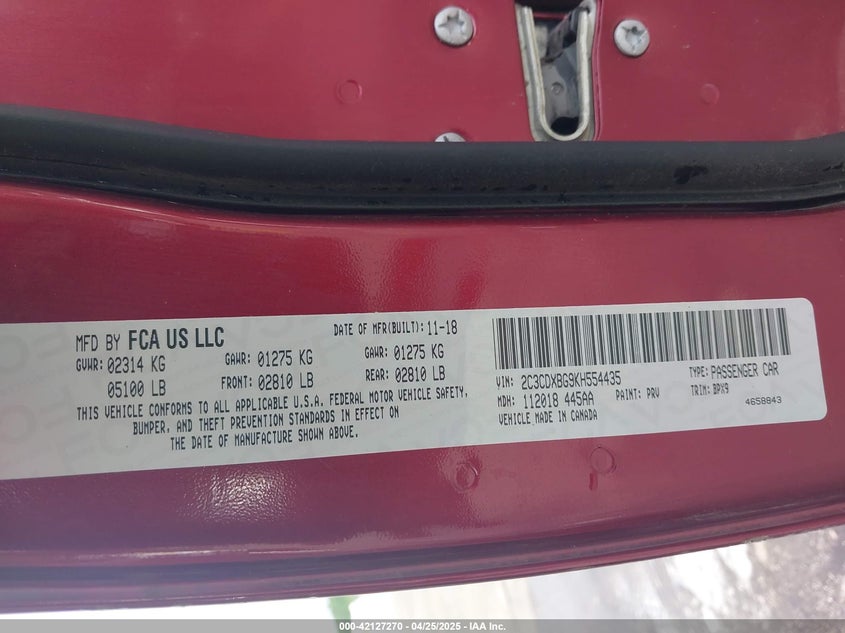 MFD BY FCA US LLC
DATE OF MFR(BUILT): 11-18
GVWR: 02314 KG GAWR: 01275 KG GAWR: 01275 KG
05100 LB FRONT: 02810 LB REAR: 02810 LB
THIS VEHICLE CONFORMS TO ALL APPLICABLE U.S.A. FEDERAL MOTOR VEHICLE SAFETY,
BUMPER, AND THEFT PREVENTION STANDARDS IN EFFECT ON
THE DATE OF MANUFACTURE SHOWN ABOVE.
VIN: 2C3CDXBG9KH554435 TYPE: PASSENGER CAR
MDH: 112018 445AA PAINT: PRV TRIM: BPX9
VEHICLE MADE IN CANADA 4658843
000-42127270 - 04/25/2025 - IAA Inc.